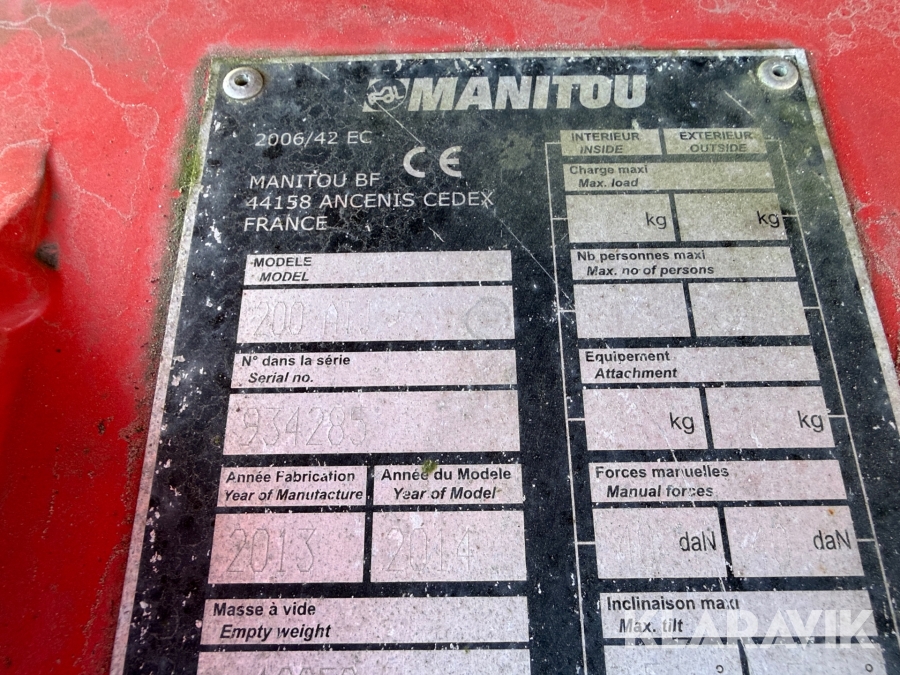 MANITOU
2006/42 EC
CE
MANITOU BF
44158 ANCENIS CEDEX
FRANCE
MODELE
MODEL
200 ATJ
N° dans la série
Serial no.
934285
Année Fabrication
Year of Manufacture
2013
Année du Modele
Year of Model
2014
Masse à vide
Empty weight
INTERIEUR
INSIDE
EXTERIEUR
OUTSIDE
Charge maxi
Max. load
kg
kg
Nb personnes maxi
Max. no of persons
Equipement
Attachment
kg
kg
Forces manuelles
Manual forces
daN
daN
Inclinaison maxi
Max. tilt
°
°
KLARAVIK